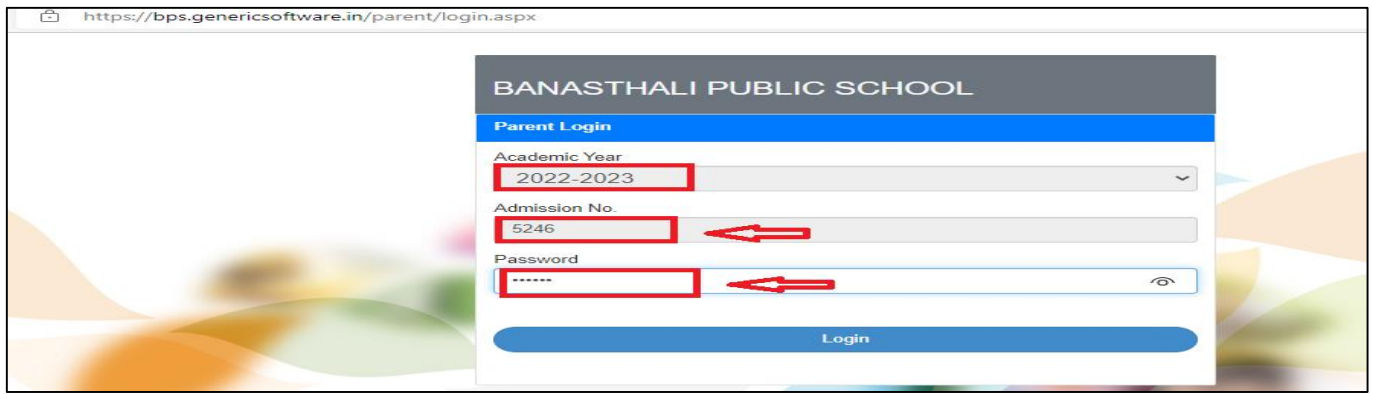 https://bps.genericsoftware.in/parent/login.aspx
BANASTHALI PUBLIC SCHOOL
Parent Login
Academic Year
2022-2023
Admission No.
5246
Password
••••••
Login